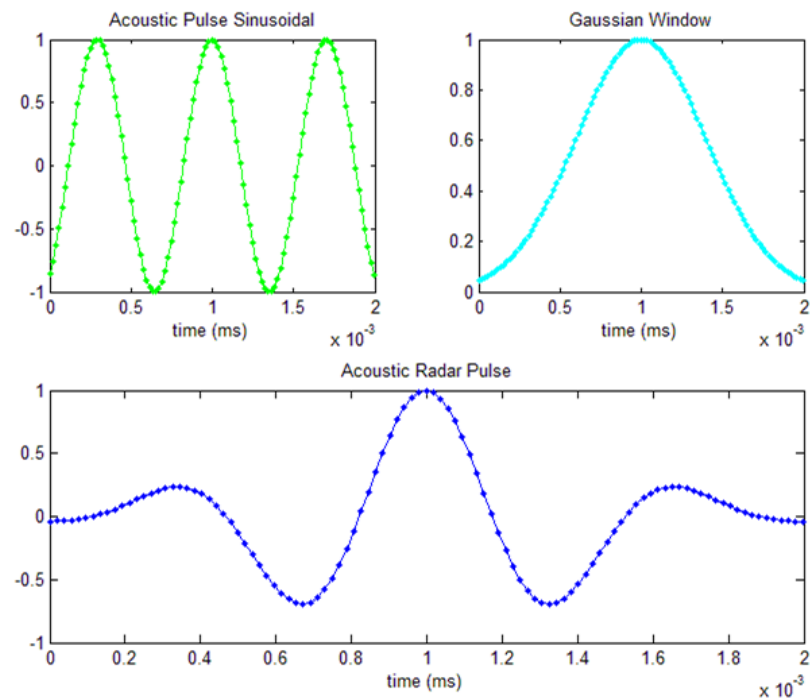 Acoustic Pulse Sinusoidal
1
0.5
0
-0.5
-1
0 0.5 1 1.5 2
time (ms)
x 10^-3
Gaussian Window
1
0.8
0.6
0.4
0.2
0
0 0.5 1 1.5 2
time (ms)
x 10^-3
Acoustic Radar Pulse
1
0.5
0
-0.5
-1
0 0.2 0.4 0.6 0.8 1 1.2 1.4 1.6 1.8 2
time (ms)
x 10^-3